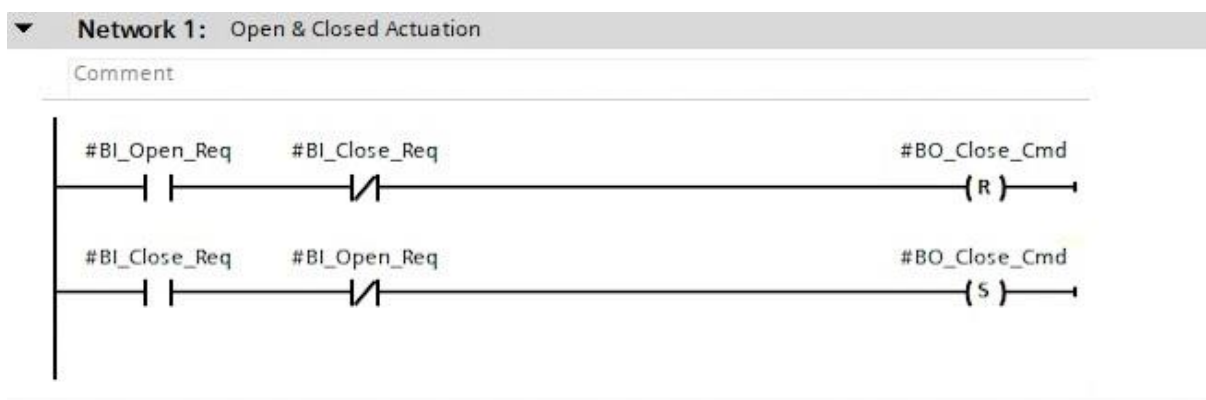 Network 1: Open & Closed Actuation
Comment
#BI_Open_Req #BI_Close_Req #BO_Close_Cmd
R
#BI_Close_Req #BI_Open_Req #BO_Close_Cmd
S